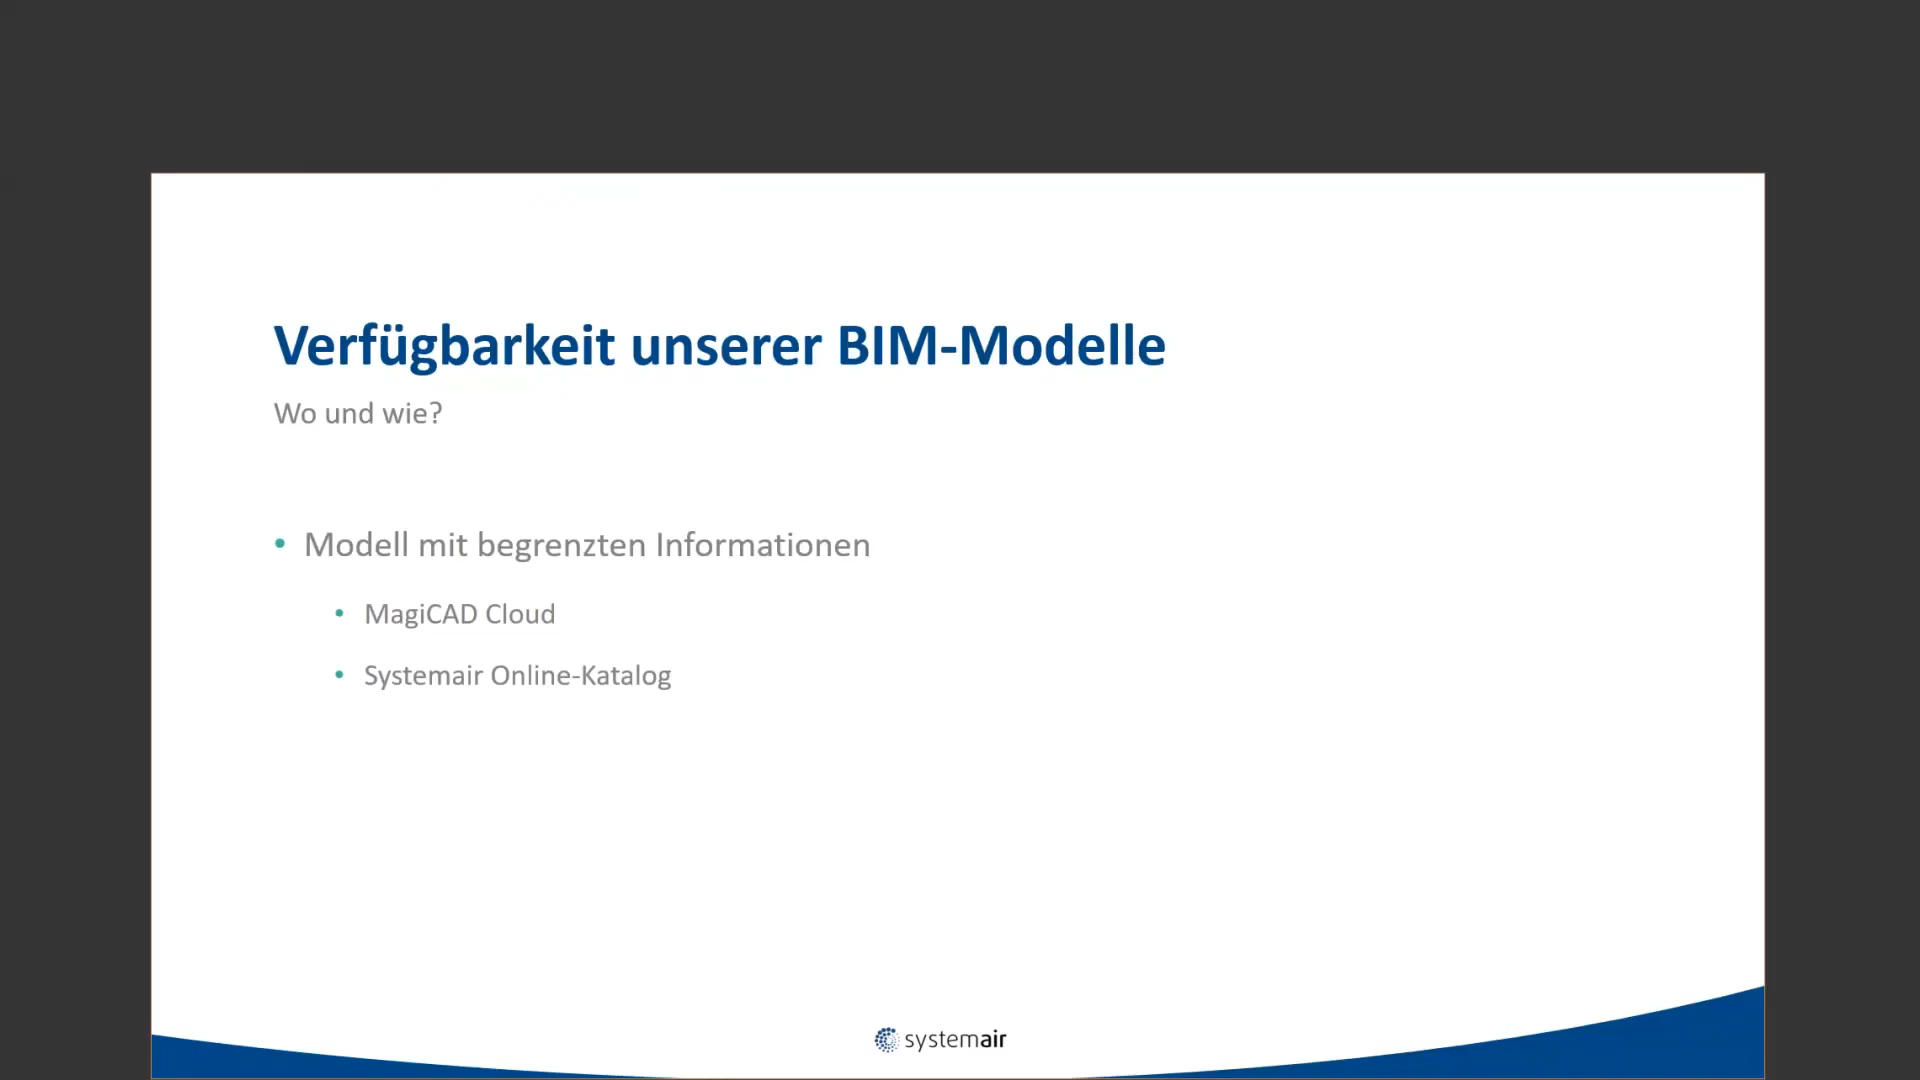 Verfügbarkeit unserer BIM-Modelle
Wo und wie?
• Modell mit begrenzten Informationen
• MagiCAD Cloud
• Systemair Online-Katalog
systemair